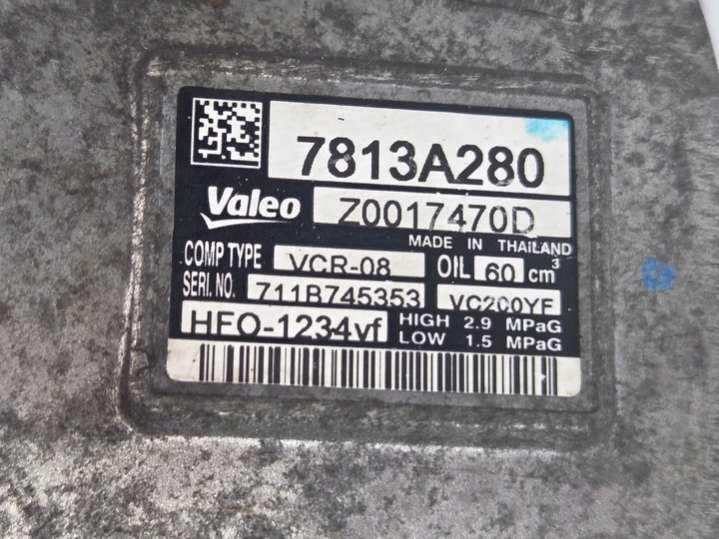 7813A280
Valeo Z0017470D
MADE IN THAILAND
COMP TYPE VCR-08 OIL 60 cm³
SERI. NO. 711B745353 VC200YF
HFO-1234yf HIGH 2.9 MPaG
LOW 1.5 MPaG